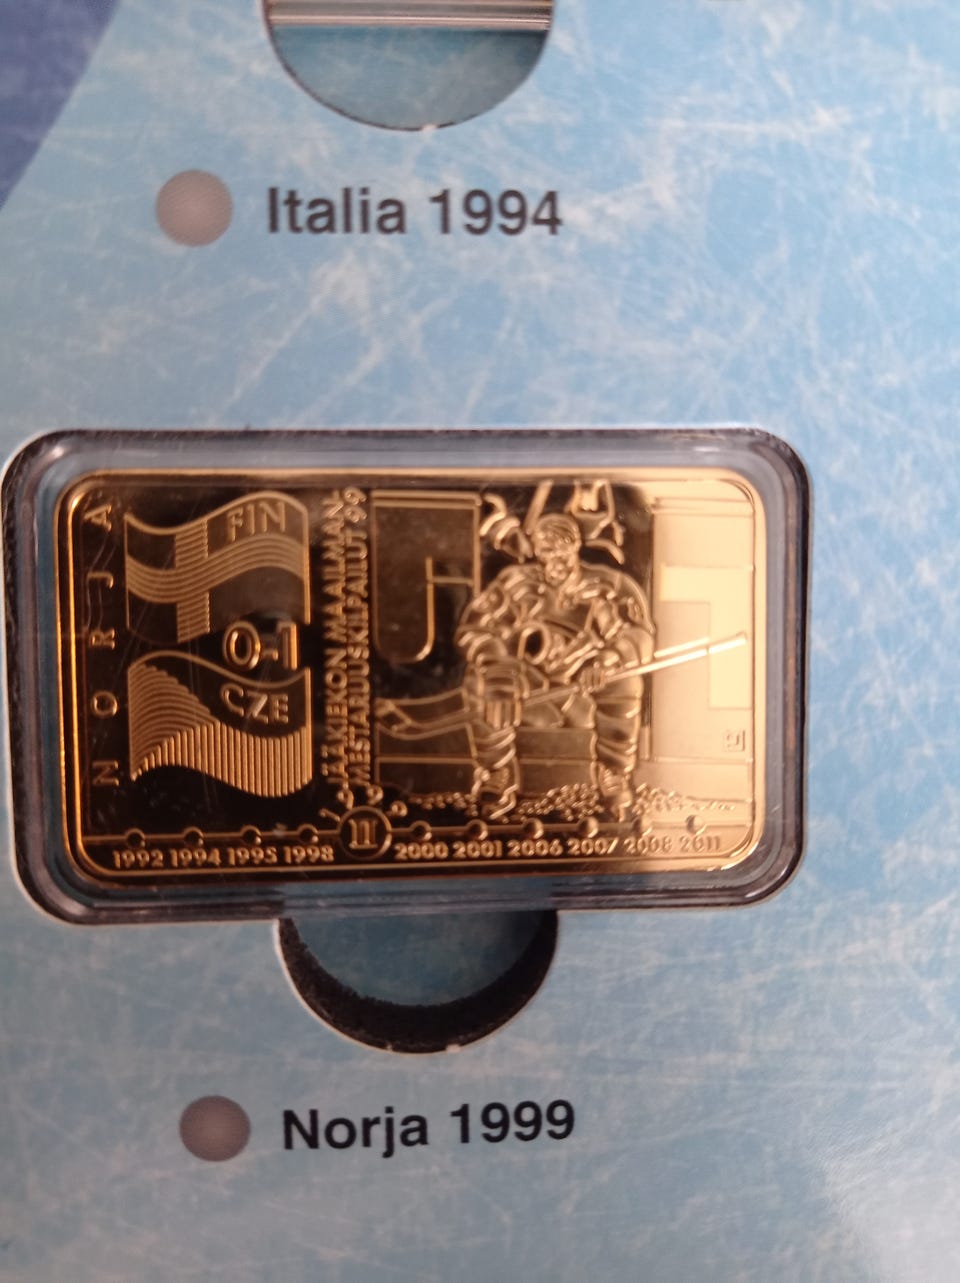 Italia 1994
NORJA
FIN
0-1
CZE
JÄÄKIEKON MAAILMAN-
MESTARUUSKILPAILUT '99
11
1992 1994 1995 1998 2000 2001 2006 2007 2008 2011
Norja 1999